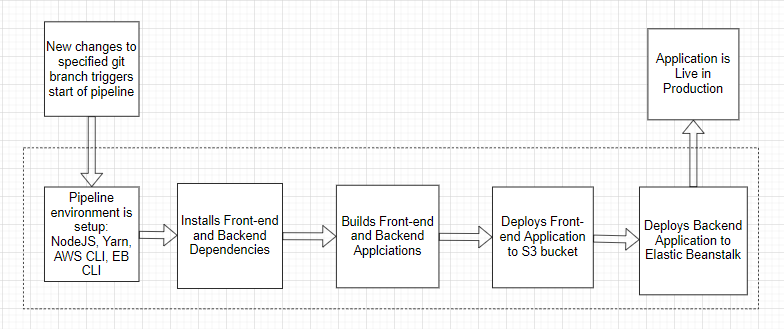 New changes to
specified git
branch triggers
start of pipeline
Application is
Live in
Production
Pipeline
environment is
setup:
NodeJS, Yarn,
AWS CLI, EB
CLI
Installs Front-end
and Backend
Dependencies
Builds Front-end
and Backend
Applciations
Deploys Front-
end Application
to S3 bucket
Deploys Backend
Application to
Elastic Beanstalk